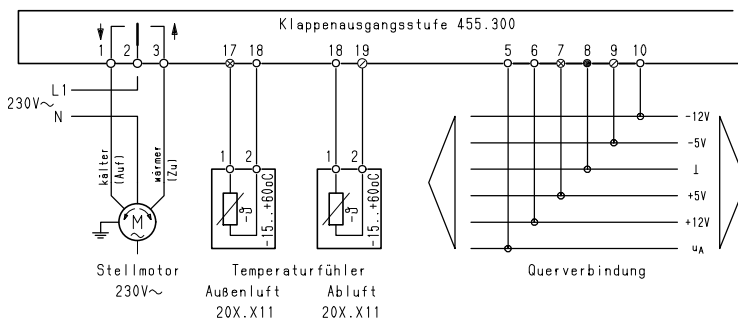 Klappenausgangsstufe 455.300
1 2 3 17 18 18 19 5 6 7 8 9 10
L1
230V~
N
kälter
(Auf)
wärmer
(Zu)
M
~
1 2
-ϑ
-15...+60oC
1 2
-ϑ
-15...+60oC
-12V
-5V
⊥
+5V
+12V
uA
Stellmotor
230V~
Temperaturfühler
Außenluft
20X.X11
Abluft
20X.X11
Querverbindung